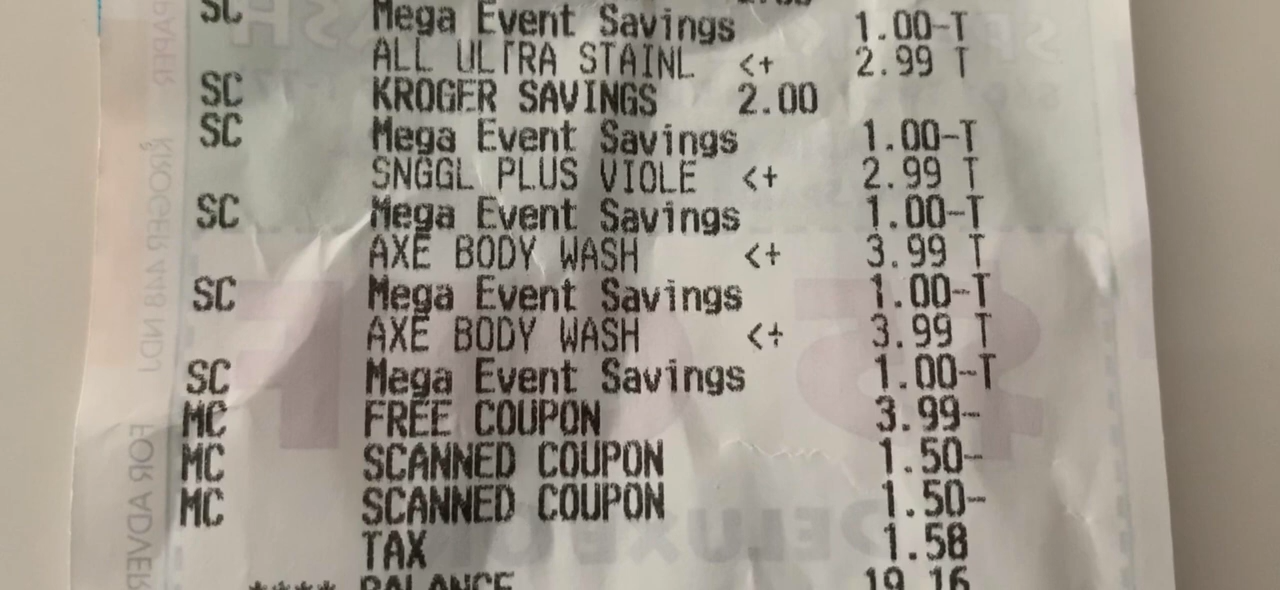 SC Mega Event Savings 1.00-T
ALL ULTRA STAINL <+ 2.99 T
SC KROGER SAVINGS 2.00
SC Mega Event Savings 1.00-T
SNGGL PLUS VIOLE <+ 2.99 T
SC Mega Event Savings 1.00-T
AXE BODY WASH <+ 3.99 T
SC Mega Event Savings 1.00-T
AXE BODY WASH <+ 3.99 T
SC Mega Event Savings 1.00-T
MC FREE COUPON 3.99-
MC SCANNED COUPON 1.50-
MC SCANNED COUPON 1.50-
TAX 1.58
**** BALANCE 19.16